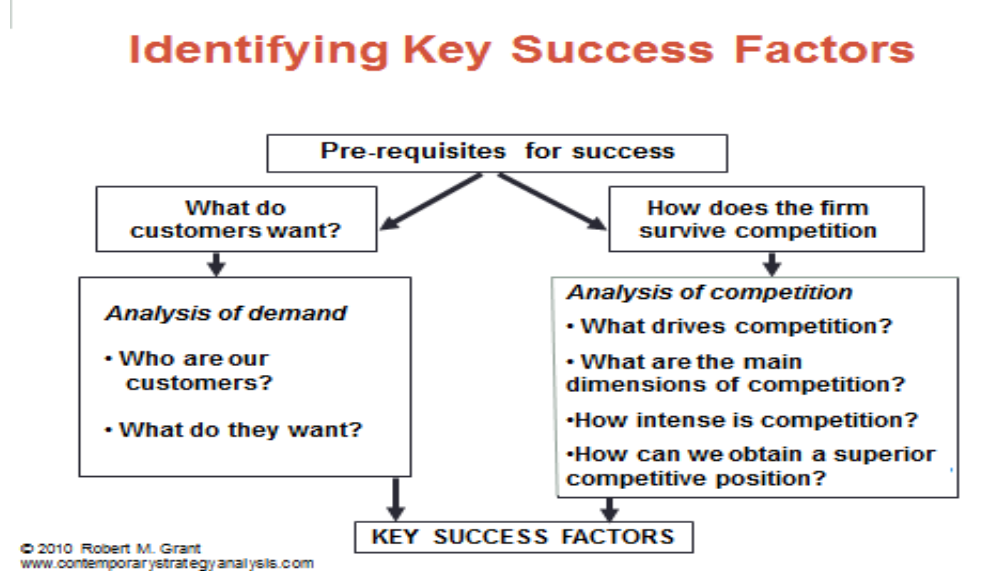 Identifying Key Success Factors
Pre-requisites for success
What do
customers want?
How does the firm
survive competition
Analysis of demand
• Who are our
customers?
• What do they want?
Analysis of competition
• What drives competition?
• What are the main
dimensions of competition?
•How intense is competition?
•How can we obtain a superior
competitive position?
KEY SUCCESS FACTORS
© 2010 Robert M. Grant
www.contemporarystrategyanalysis.com